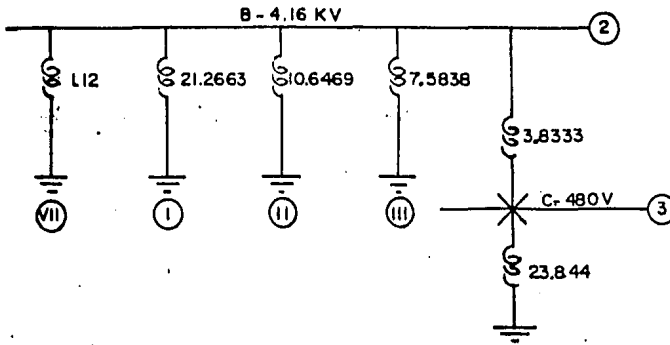 B - 4.16 KV
2
1.12
21.2663
10.6469
7.5838
3.8333
C- 480 V
3
VII
I
II
III
23.844